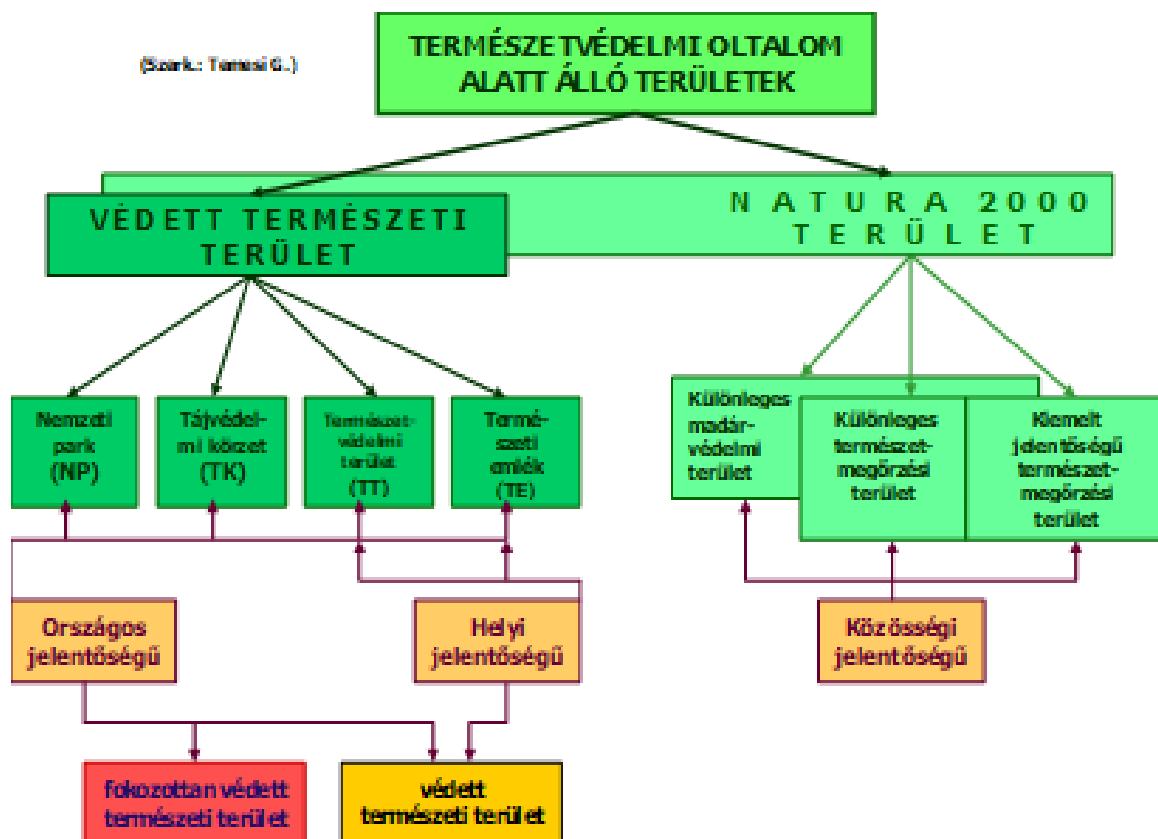 TERMÉSZETVÉDELMI OLTALOM
ALATT ÁLLÓ TERÜLETEK
(Szerk.: Temesi G.)
VÉDETT TERMÉSZETI
TERÜLET
NATURA 2000
TERÜLET
Nemzeti
park
(NP)
Tájvédel-
mi körzet
(TK)
Természet-
védelmi
terület
(TT)
Termé-
szeti
emlék
(TE)
Különleges
madár-
védelmi
terület
Különleges
természet-
megőrzési
terület
Kiemelt
jelentőségű
természet-
megőrzési
terület
Országos
jelentőségű
Helyi
jelentőségű
Közösségi
jelentőségű
fokozottan védett
természeti terület
védett
természeti terület